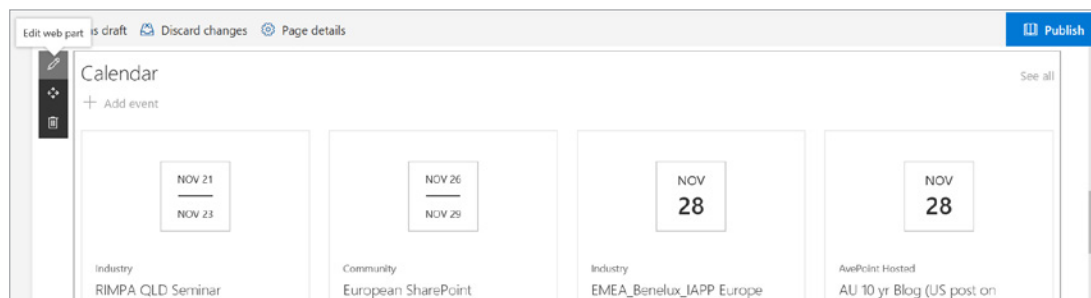 Edit web part
s draft Discard changes Page details Publish
Calendar See all
+ Add event
NOV 21 NOV 26 NOV NOV
NOV 23 NOV 29 28 28
Industry Community Industry AvePoint Hosted
RIMPA QLD Seminar European SharePoint EMEA_Benelux_IAPP Europe AU 10 yr Blog (US post on